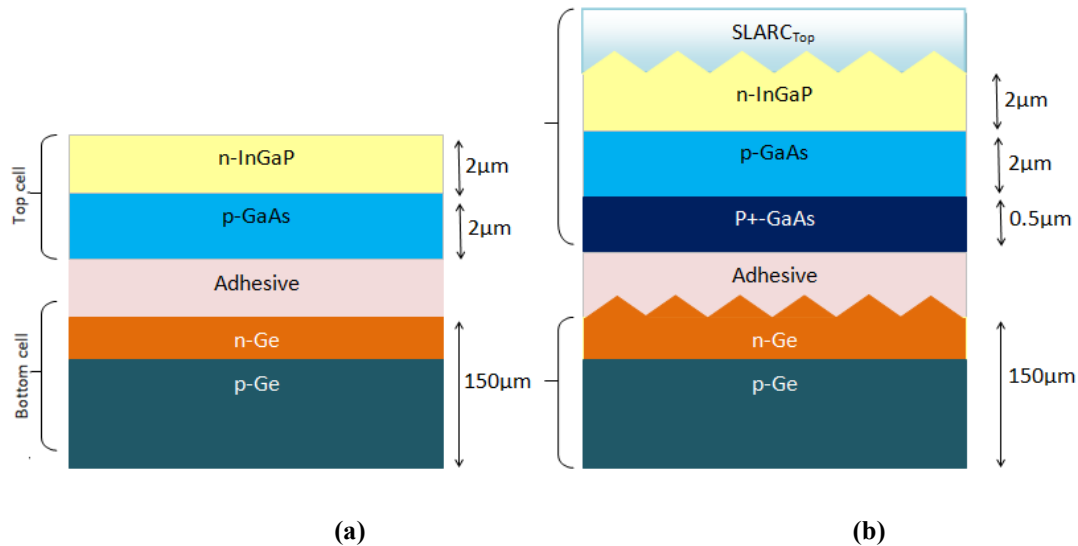 Top cell
n-InGaP
2µm
p-GaAs
2µm
Adhesive
Bottom cell
n-Ge
p-Ge
150µm
(a)
SLARCTop
n-InGaP
2µm
p-GaAs
2µm
P+-GaAs
0.5µm
Adhesive
n-Ge
p-Ge
150µm
(b)